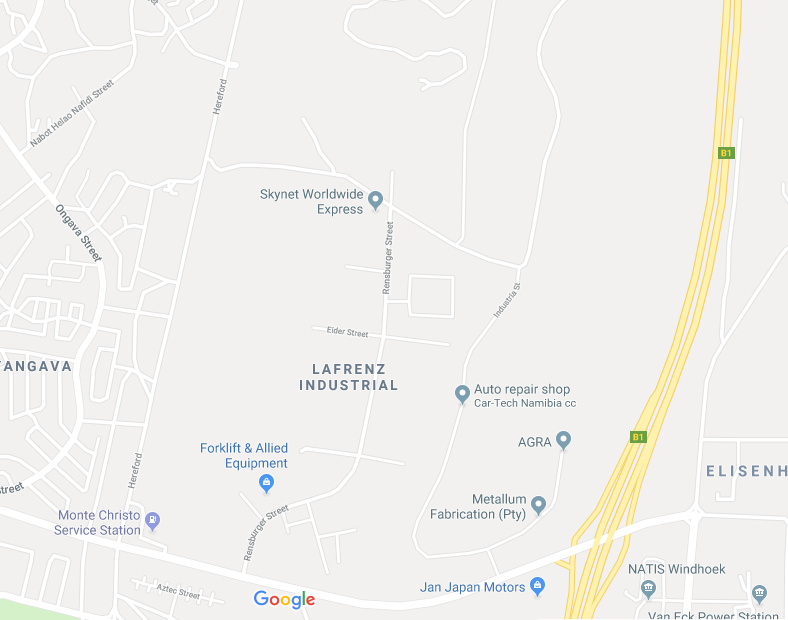 Nabot Helao Nafidi Street
Hereford
B1
Skynet Worldwide
Express
Ongava Street
Rensburger Street
Industria St
Eider Street
LAFRENZ
INDUSTRIAL
TANGAVA
Auto repair shop
Car-Tech Namibia cc
B1
AGRA
Forklift & Allied
Equipment
Hereford
ELISENH
Metallum
Fabrication (Pty)
Street
Monte Christo
Service Station
Rensburger Street
NATIS Windhoek
Jan Japan Motors
Aztec Street
Google
Van Eck Power Station